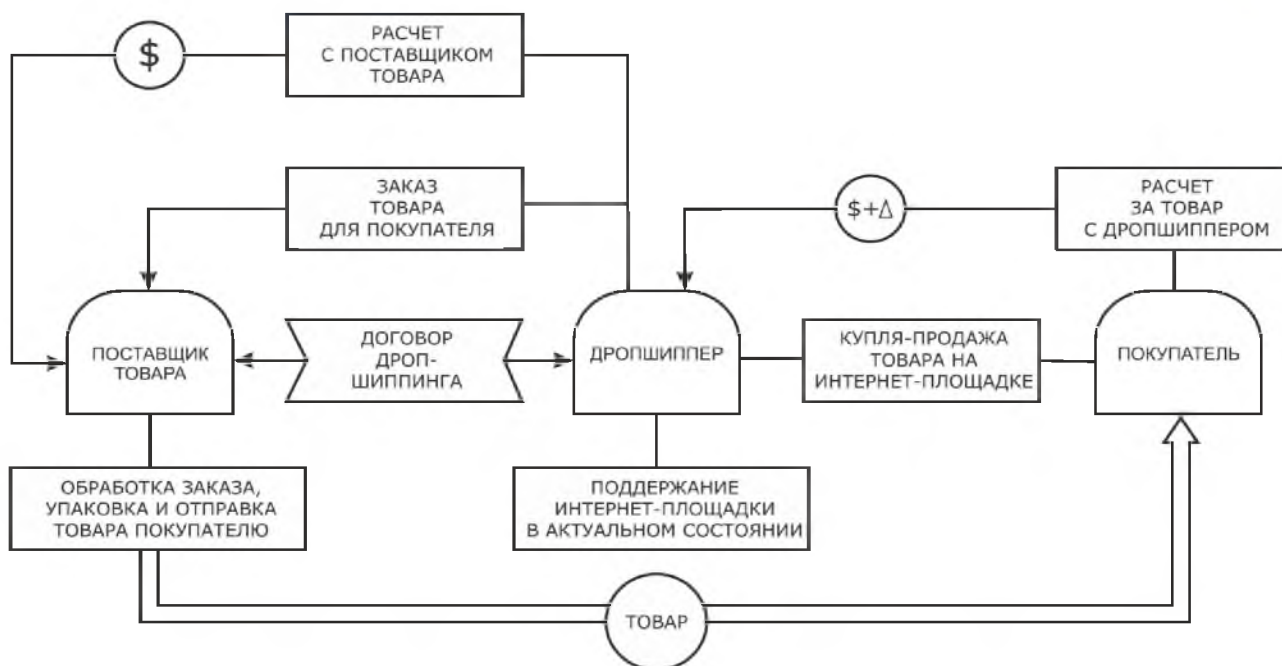 $
РАСЧЕТ
С ПОСТАВЩИКОМ
ТОВАРА
ЗАКАЗ
ТОВАРА
ДЛЯ ПОКУПАТЕЛЯ
$+Δ
РАСЧЕТ
ЗА ТОВАР
С ДРОПШИППЕРОМ
ПОСТАВЩИК
ТОВАРА
ДОГОВОР
ДРОП-
ШИППИНГА
ДРОПШИППЕР
КУПЛЯ-ПРОДАЖА
ТОВАРА НА
ИНТЕРНЕТ-ПЛОЩАДКЕ
ПОКУПАТЕЛЬ
ОБРАБОТКА ЗАКАЗА,
УПАКОВКА И ОТПРАВКА
ТОВАРА ПОКУПАТЕЛЮ
ПОДДЕРЖАНИЕ
ИНТЕРНЕТ-ПЛОЩАДКИ
В АКТУАЛЬНОМ СОСТОЯНИИ
ТОВАР